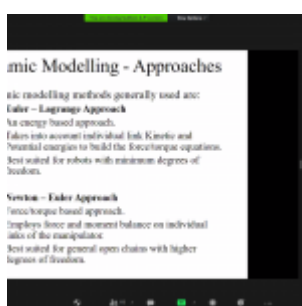 mic Modelling - Approaches
mic modelling methods generally used are:
Euler – Lagrange Approach
An energy based approach.
Takes into account individual link Kinetic and
Potential energies to build the force/torque equations.
Best suited for robots with minimum degrees of
freedom.
Newton – Euler Approach
Force/torque based approach.
Employs force and moment balance on individual
links of the manipulator.
Best suited for general open chains with higher
degrees of freedom.